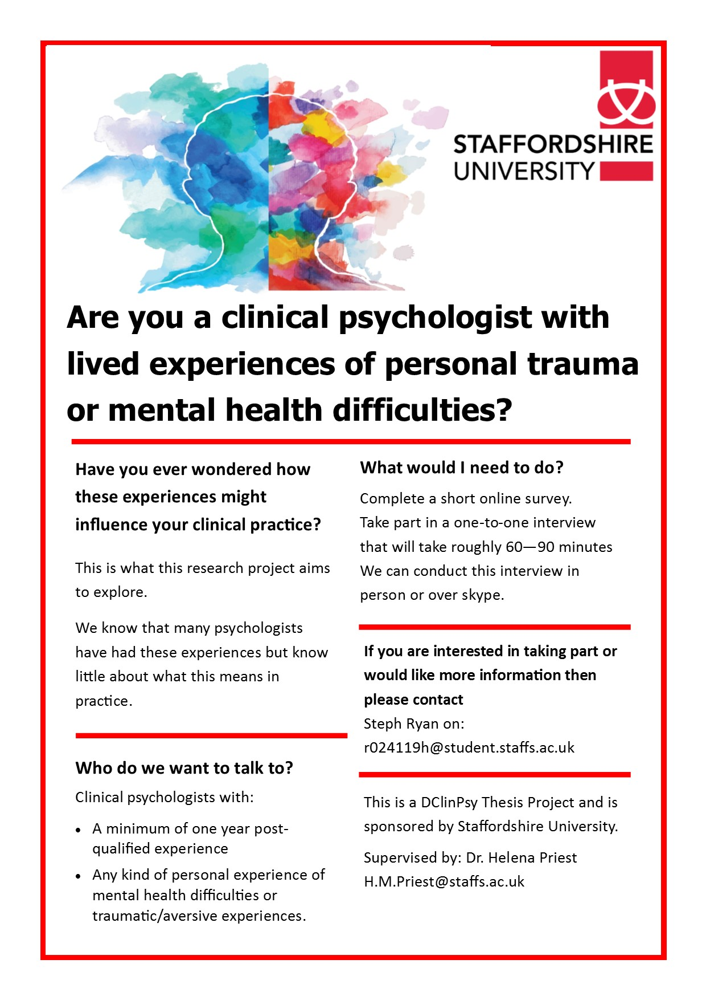 STAFFORDSHIRE
UNIVERSITY
Are you a clinical psychologist with
lived experiences of personal trauma
or mental health difficulties?
Have you ever wondered how
these experiences might
influence your clinical practice?
This is what this research project aims
to explore.
We know that many psychologists
have had these experiences but know
little about what this means in
practice.
Who do we want to talk to?
Clinical psychologists with:
• A minimum of one year post-
qualified experience
• Any kind of personal experience of
mental health difficulties or
traumatic/aversive experiences.
What would I need to do?
Complete a short online survey.
Take part in a one-to-one interview
that will take roughly 60—90 minutes
We can conduct this interview in
person or over skype.
If you are interested in taking part or
would like more information then
please contact
Steph Ryan on:
r024119h@student.staffs.ac.uk
This is a DClinPsy Thesis Project and is
sponsored by Staffordshire University.
Supervised by: Dr. Helena Priest
H.M.Priest@staffs.ac.uk